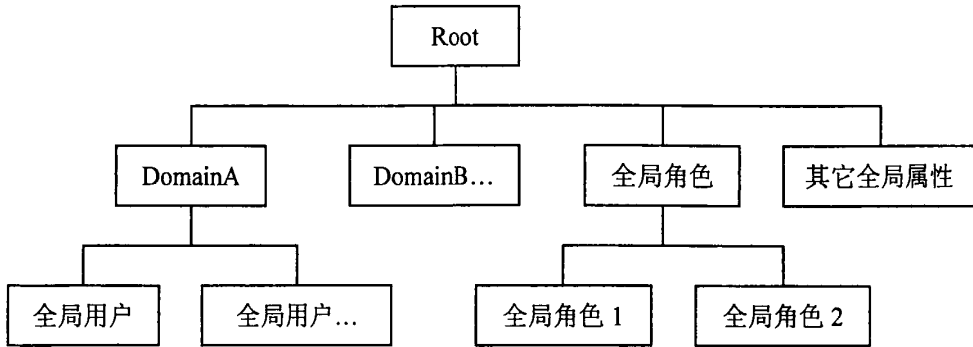 Root
DomainA
DomainB…
全局角色
其它全局属性
全局用户
全局用户…
全局角色 1
全局角色 2